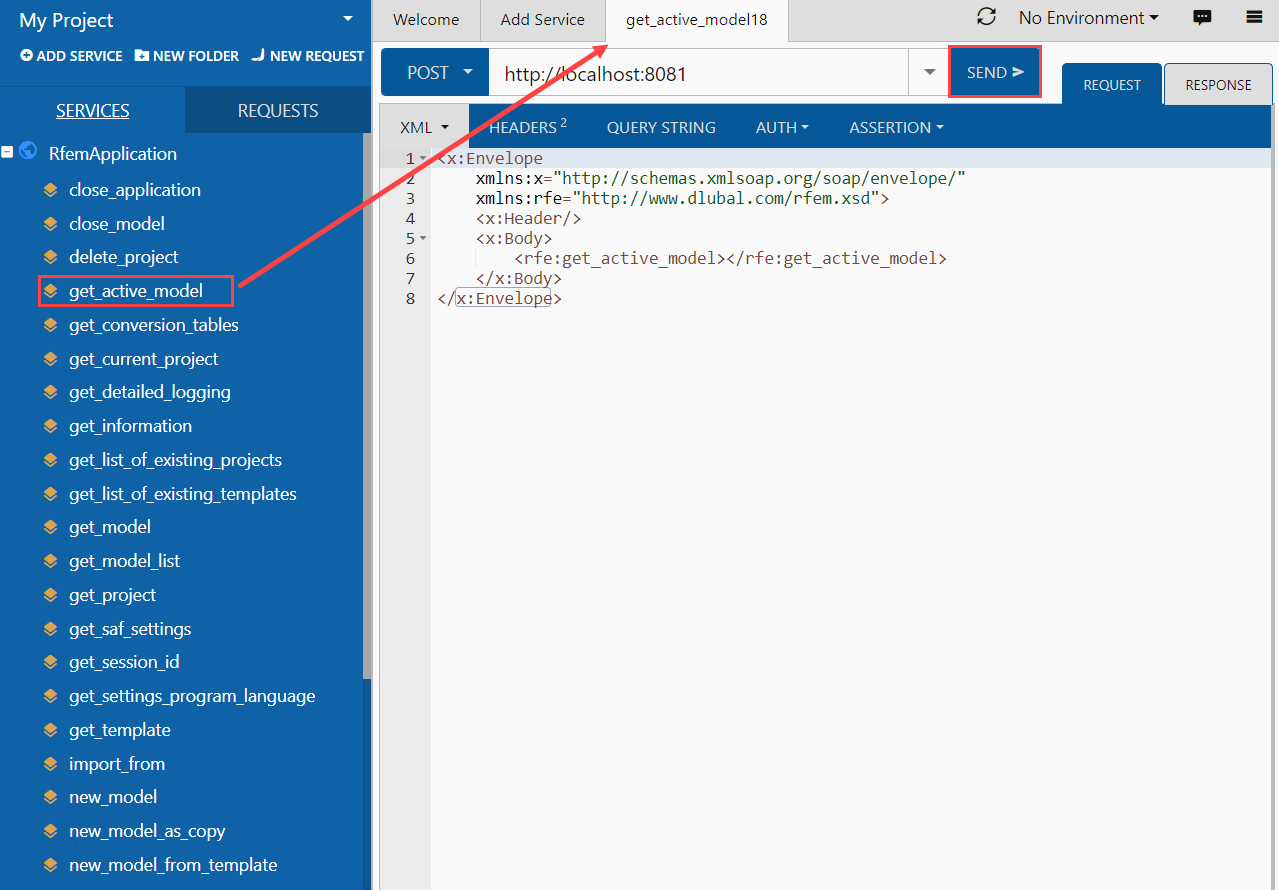 My Project
ADD SERVICE NEW FOLDER NEW REQUEST
SERVICES REQUESTS
RfemApplication
close_application
close_model
delete_project
get_active_model
get_conversion_tables
get_current_project
get_detailed_logging
get_information
get_list_of_existing_projects
get_list_of_existing_templates
get_model
get_model_list
get_project
get_saf_settings
get_session_id
get_settings_program_language
get_template
import_from
new_model
new_model_as_copy
new_model_from_template
Welcome Add Service get_active_model18 No Environment
POST http://localhost:8081 SEND REQUEST RESPONSE
XML HEADERS 2 QUERY STRING AUTH ASSERTION
1 <x:Envelope
2 xmlns:x="http://schemas.xmlsoap.org/soap/envelope/"
3 xmlns:rfe="http://www.dlubal.com/rfem.xsd">
4 <x:Header/>
5 <x:Body>
6 <rfe:get_active_model></rfe:get_active_model>
7 </x:Body>
8 </x:Envelope>